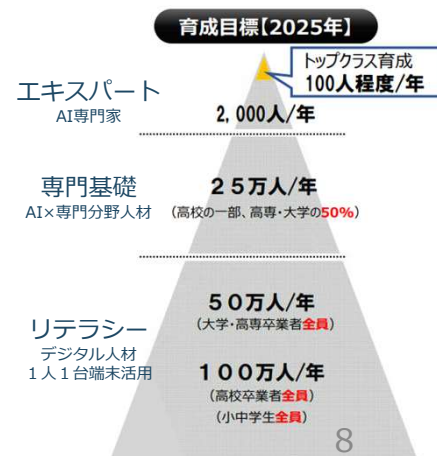 育成目標【2025年】
トップクラス育成
100人程度/年
エキスパート
AI専門家
2,000人/年
専門基礎
AI×専門分野人材
25万人/年
(高校の一部、高専・大学の50%)
50万人/年
(大学・高専卒業者全員)
リテラシー
デジタル人材
1人1台端末活用
100万人/年
(高校卒業者全員)
(小中学生全員)
8